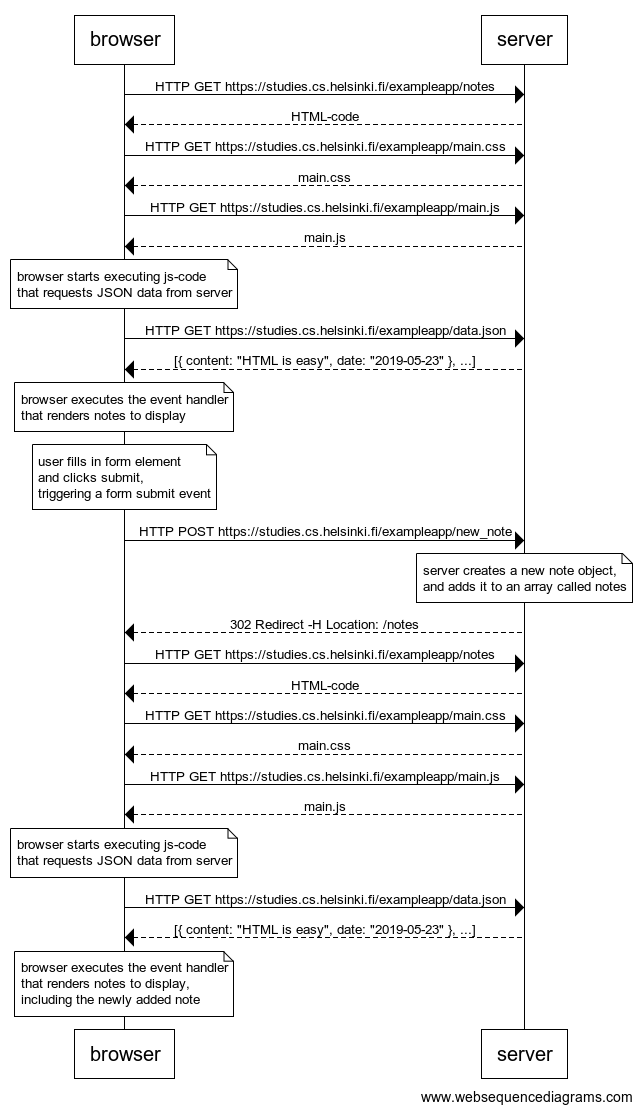 browser
server
HTTP GET https://studies.cs.helsinki.fi/exampleapp/notes
HTML-code
HTTP GET https://studies.cs.helsinki.fi/exampleapp/main.css
main.css
HTTP GET https://studies.cs.helsinki.fi/exampleapp/main.js
main.js
browser starts executing js-code
that requests JSON data from server
HTTP GET https://studies.cs.helsinki.fi/exampleapp/data.json
[{ content: "HTML is easy", date: "2019-05-23" }, ...]
browser executes the event handler
that renders notes to display
user fills in form element
and clicks submit,
triggering a form submit event
HTTP POST https://studies.cs.helsinki.fi/exampleapp/new_note
server creates a new note object,
and adds it to an array called notes
302 Redirect -H Location: /notes
HTTP GET https://studies.cs.helsinki.fi/exampleapp/notes
HTML-code
HTTP GET https://studies.cs.helsinki.fi/exampleapp/main.css
main.css
HTTP GET https://studies.cs.helsinki.fi/exampleapp/main.js
main.js
browser starts executing js-code
that requests JSON data from server
HTTP GET https://studies.cs.helsinki.fi/exampleapp/data.json
[{ content: "HTML is easy", date: "2019-05-23" }, ...]
browser executes the event handler
that renders notes to display,
including the newly added note
browser
server
www.websequencediagrams.com